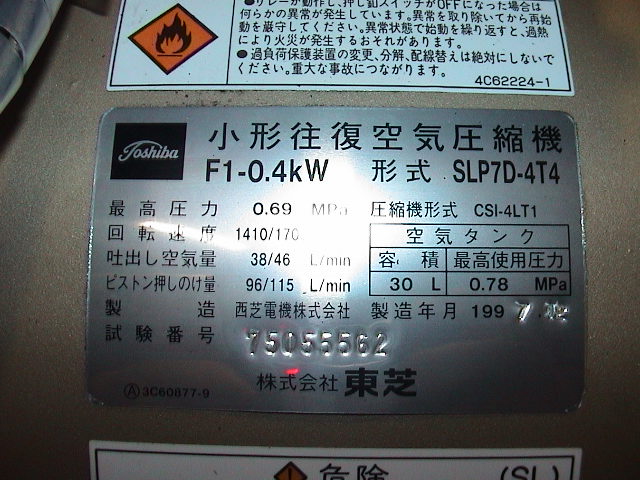 ●リレーが動作し、押し釦スイッチがOFFになった場合は
何らかの異常が発生しています。異常を取り除いてから再始
動を厳守してください。異常状態で始動を繰り返すと、過熱
により火災が発生するおそれがあります。
●過負荷保護装置の変更、分解、配線替えは絶対にしないで
ください。重大な事故につながります。
4C62224-1
Toshiba
小形往復空気圧縮機
F1-0.4kW 形式 SLP7D-4T4
最高圧力 0.69 MPa 圧縮機形式 CSI-4LT1
回転速度 1410/170
空気タンク
吐出し空気量 38/46 L/min
容積 最高使用圧力
ピストン押しのけ量 96/115 L/min
30 L 0.78 MPa
製造 西芝電機株式会社 製造年月 1997
試験番号 75055562
株式会社 東芝
Ⓐ3C60877-9
危険 (SL)